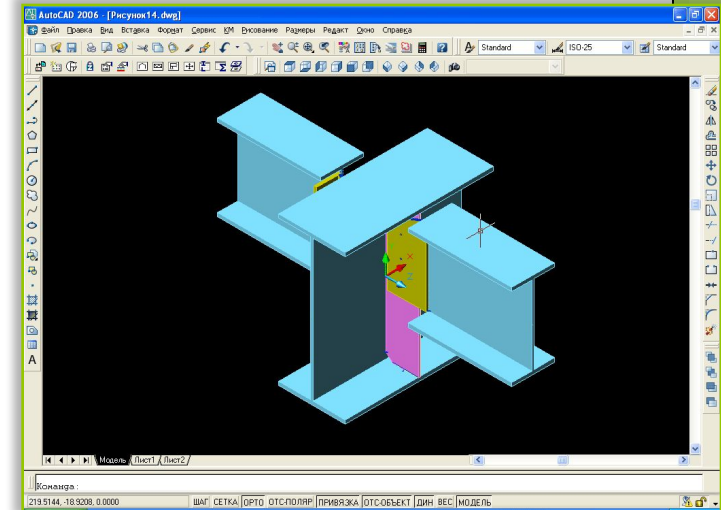 AutoCAD 2006 - [Рисунок14.dwg]
Файл Правка Вид Вставка Формат Сервис КМ Рисование Размеры Редакт Окно Справка
Standard ISO-25 Standard
X
Z
Модель Лист1 Лист2
Команда:
219.5144, -18.9208, 0.0000 ШАГ СЕТКА ОРТО ОТС-ПОЛЯР ПРИВЯЗКА ОТС-ОБЪЕКТ ДИН ВЕС МОДЕЛЬ